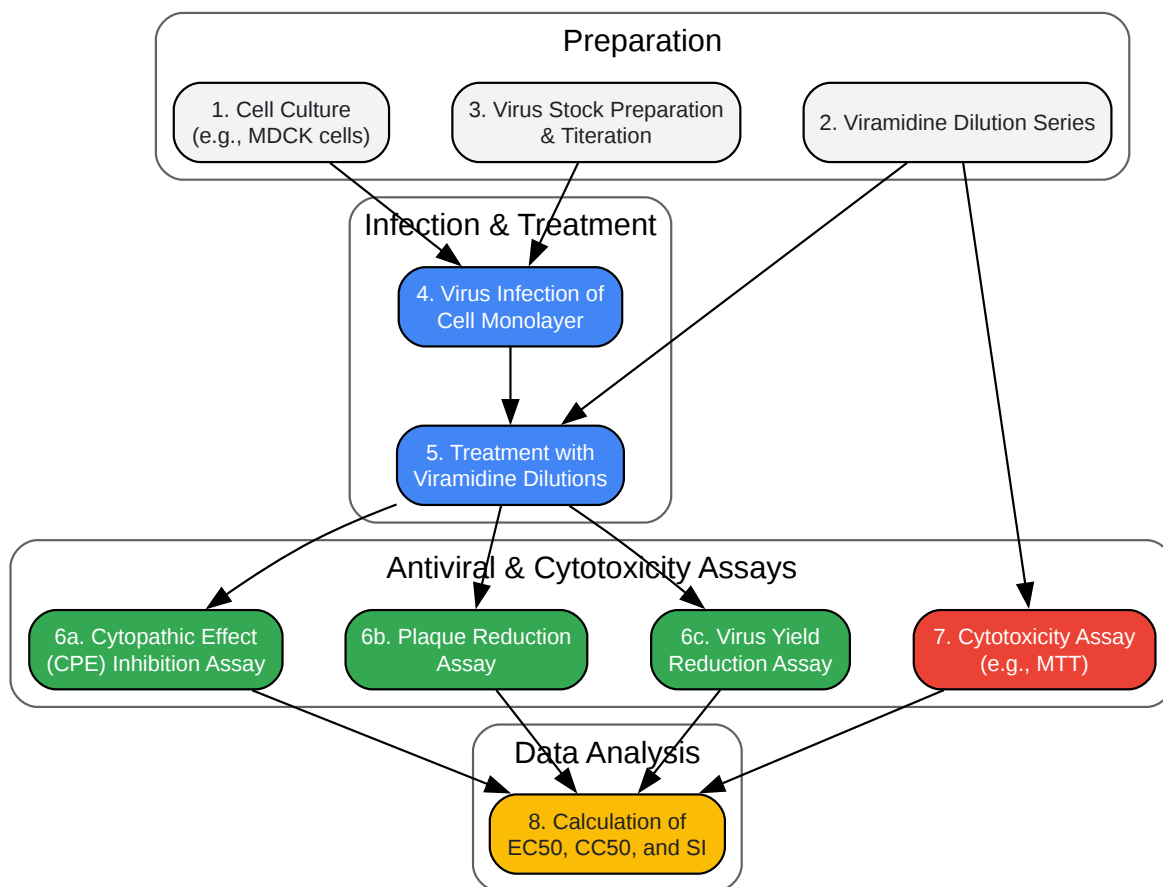 Preparation
1. Cell Culture
(e.g., MDCK cells)
3. Virus Stock Preparation
& Titeration
2. Viramidine Dilution Series
Infection & Treatment
4. Virus Infection of
Cell Monolayer
5. Treatment with
Viramidine Dilutions
Antiviral & Cytotoxicity Assays
6a. Cytopathic Effect
(CPE) Inhibition Assay
6b. Plaque Reduction
Assay
6c. Virus Yield
Reduction Assay
7. Cytotoxicity Assay
(e.g., MTT)
Data Analysis
8. Calculation of
EC50, CC50, and SI